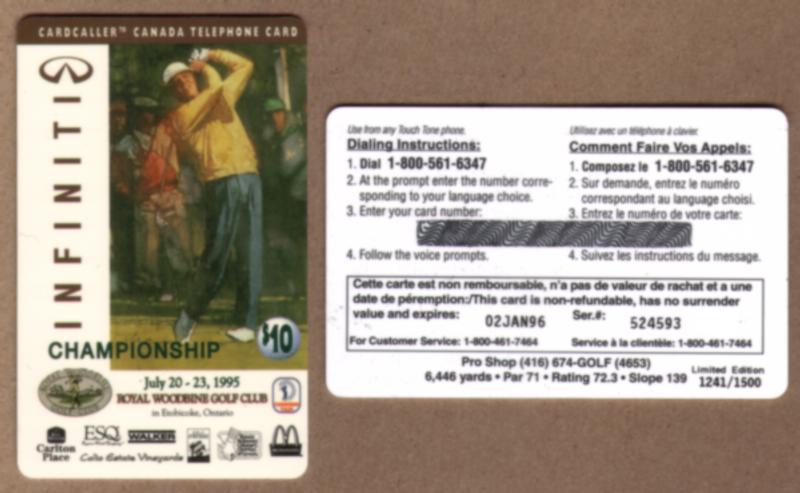 CARDCALLER™ CANADA TELEPHONE CARD
INFINITI
CHAMPIONSHIP
$10
July 20 - 23, 1995
ROYAL WOODBINE GOLF CLUB
in Etobicoke, Ontario
Carlton Place
ESQ
WALKER
Colio Estate Vineyards
Use from any Touch Tone phone.
Dialing Instructions:
1. Dial 1-800-561-6347
2. At the prompt enter the number corre-
sponding to your language choice.
3. Enter your card number:
4. Follow the voice prompts.
Utilisez avec un téléphone à clavier.
Comment Faire Vos Appels:
1. Composez le 1-800-561-6347
2. Sur demande, entrez le numéro
correspondant au language choisi.
3. Entrez le numéro de votre carte:
4. Suivez les instructions du message.
Cette carte est non remboursable, n'a pas de valeur de rachat et a une
date de péremption:/This card is non-refundable, has no surrender
value and expires: 02JAN96 Ser.#: 524593
For Customer Service: 1-800-461-7464 Service à la clientèle: 1-800-461-7464
Pro Shop (416) 674-GOLF (4653)
6,446 yards • Par 71 • Rating 72.3 • Slope 139
Limited Edition
1241/1500